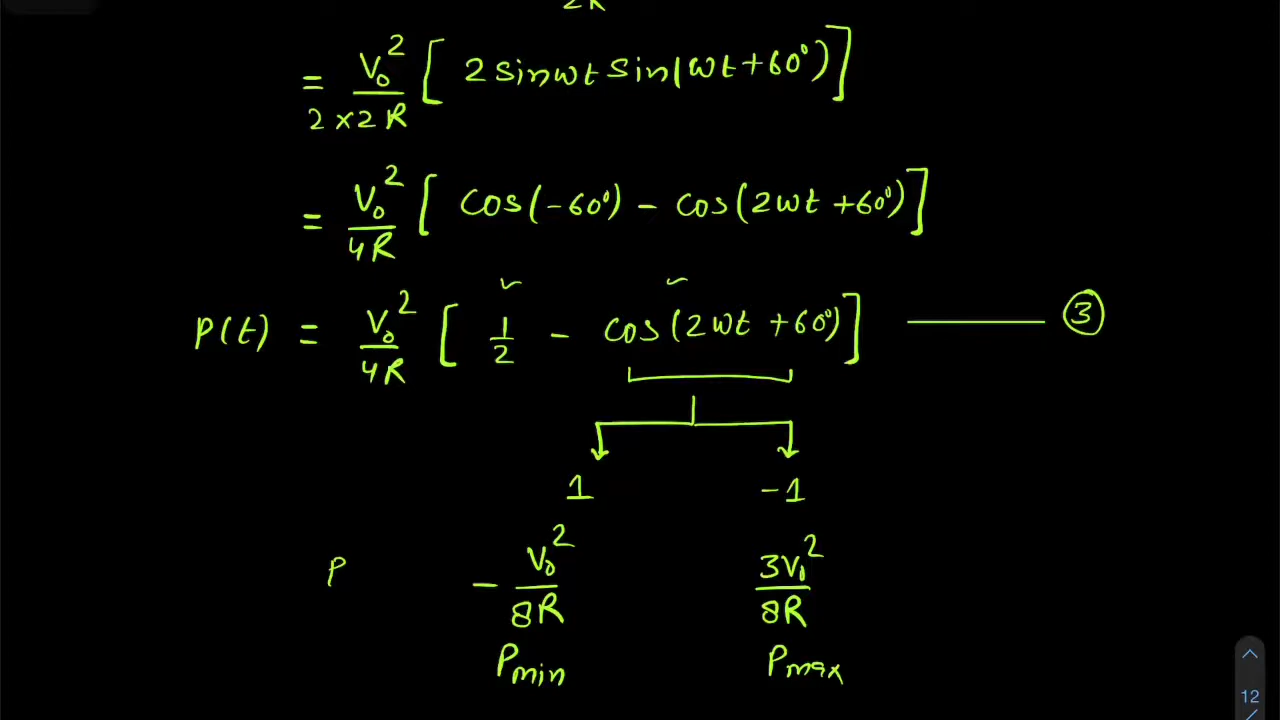 2R
= V₀²/(2×2R) [ 2 sinωt sin(ωt+60°) ]
= V₀²/4R [ cos(-60°) - cos(2ωt+60°) ]
P(t) = V₀²/4R [ 1/2 - cos(2ωt+60°) ] ——— ③
1 -1
P - V₀²/8R 3V₀²/8R
Pmin Pmax
12